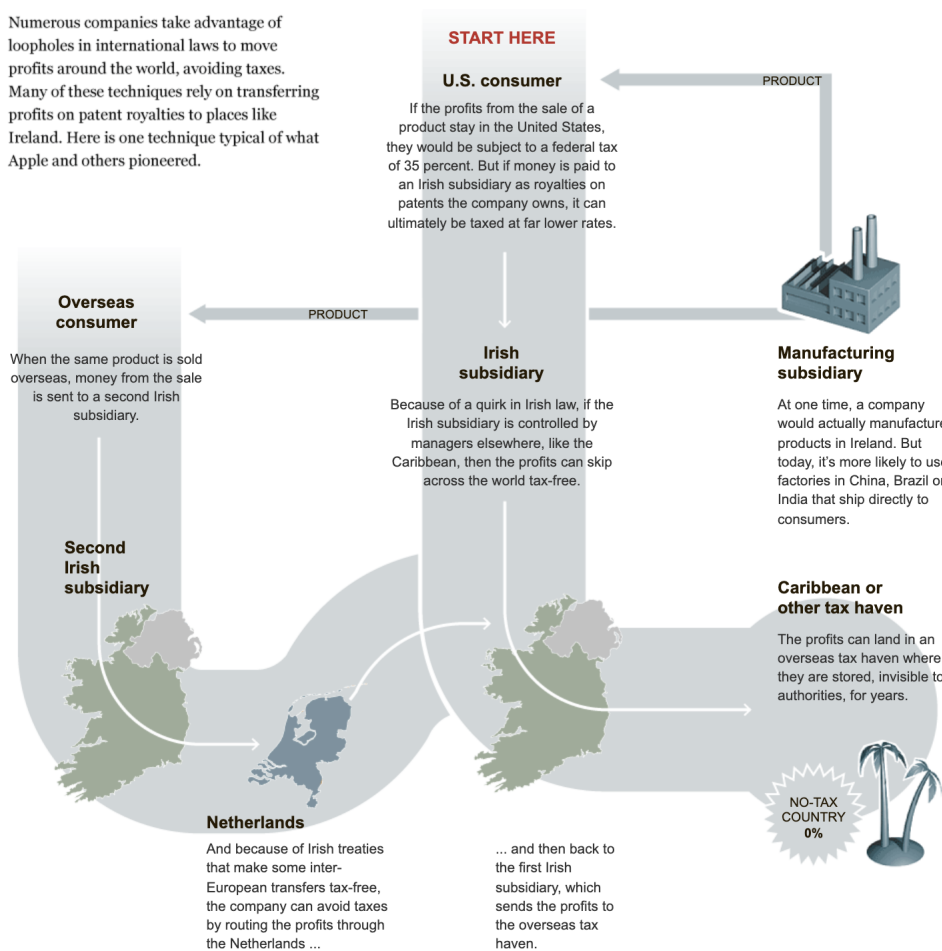 Numerous companies take advantage of
loopholes in international laws to move
profits around the world, avoiding taxes.
Many of these techniques rely on transferring
profits on patent royalties to places like
Ireland. Here is one technique typical of what
Apple and others pioneered.
START HERE
U.S. consumer
If the profits from the sale of a
product stay in the United States,
they would be subject to a federal tax
of 35 percent. But if money is paid to
an Irish subsidiary as royalties on
patents the company owns, it can
ultimately be taxed at far lower rates.
PRODUCT
Overseas
consumer
When the same product is sold
overseas, money from the sale
is sent to a second Irish
subsidiary.
PRODUCT
Irish
subsidiary
Because of a quirk in Irish law, if the
Irish subsidiary is controlled by
managers elsewhere, like the
Caribbean, then the profits can skip
across the world tax-free.
Manufacturing
subsidiary
At one time, a company
would actually manufacture
products in Ireland. But
today, it's more likely to use
factories in China, Brazil or
India that ship directly to
consumers.
Second
Irish
subsidiary
Caribbean or
other tax haven
The profits can land in an
overseas tax haven where
they are stored, invisible to
authorities, for years.
NO-TAX
COUNTRY
0%
Netherlands
And because of Irish treaties
that make some inter-
European transfers tax-free,
the company can avoid taxes
by routing the profits through
the Netherlands ...
... and then back to
the first Irish
subsidiary, which
sends the profits to
the overseas tax
haven.